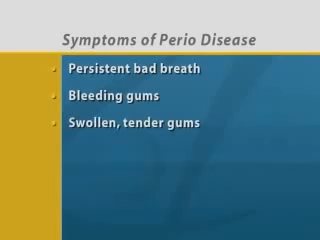 Symptoms of Perio Disease
• Persistent bad breath
• Bleeding gums
• Swollen, tender gums